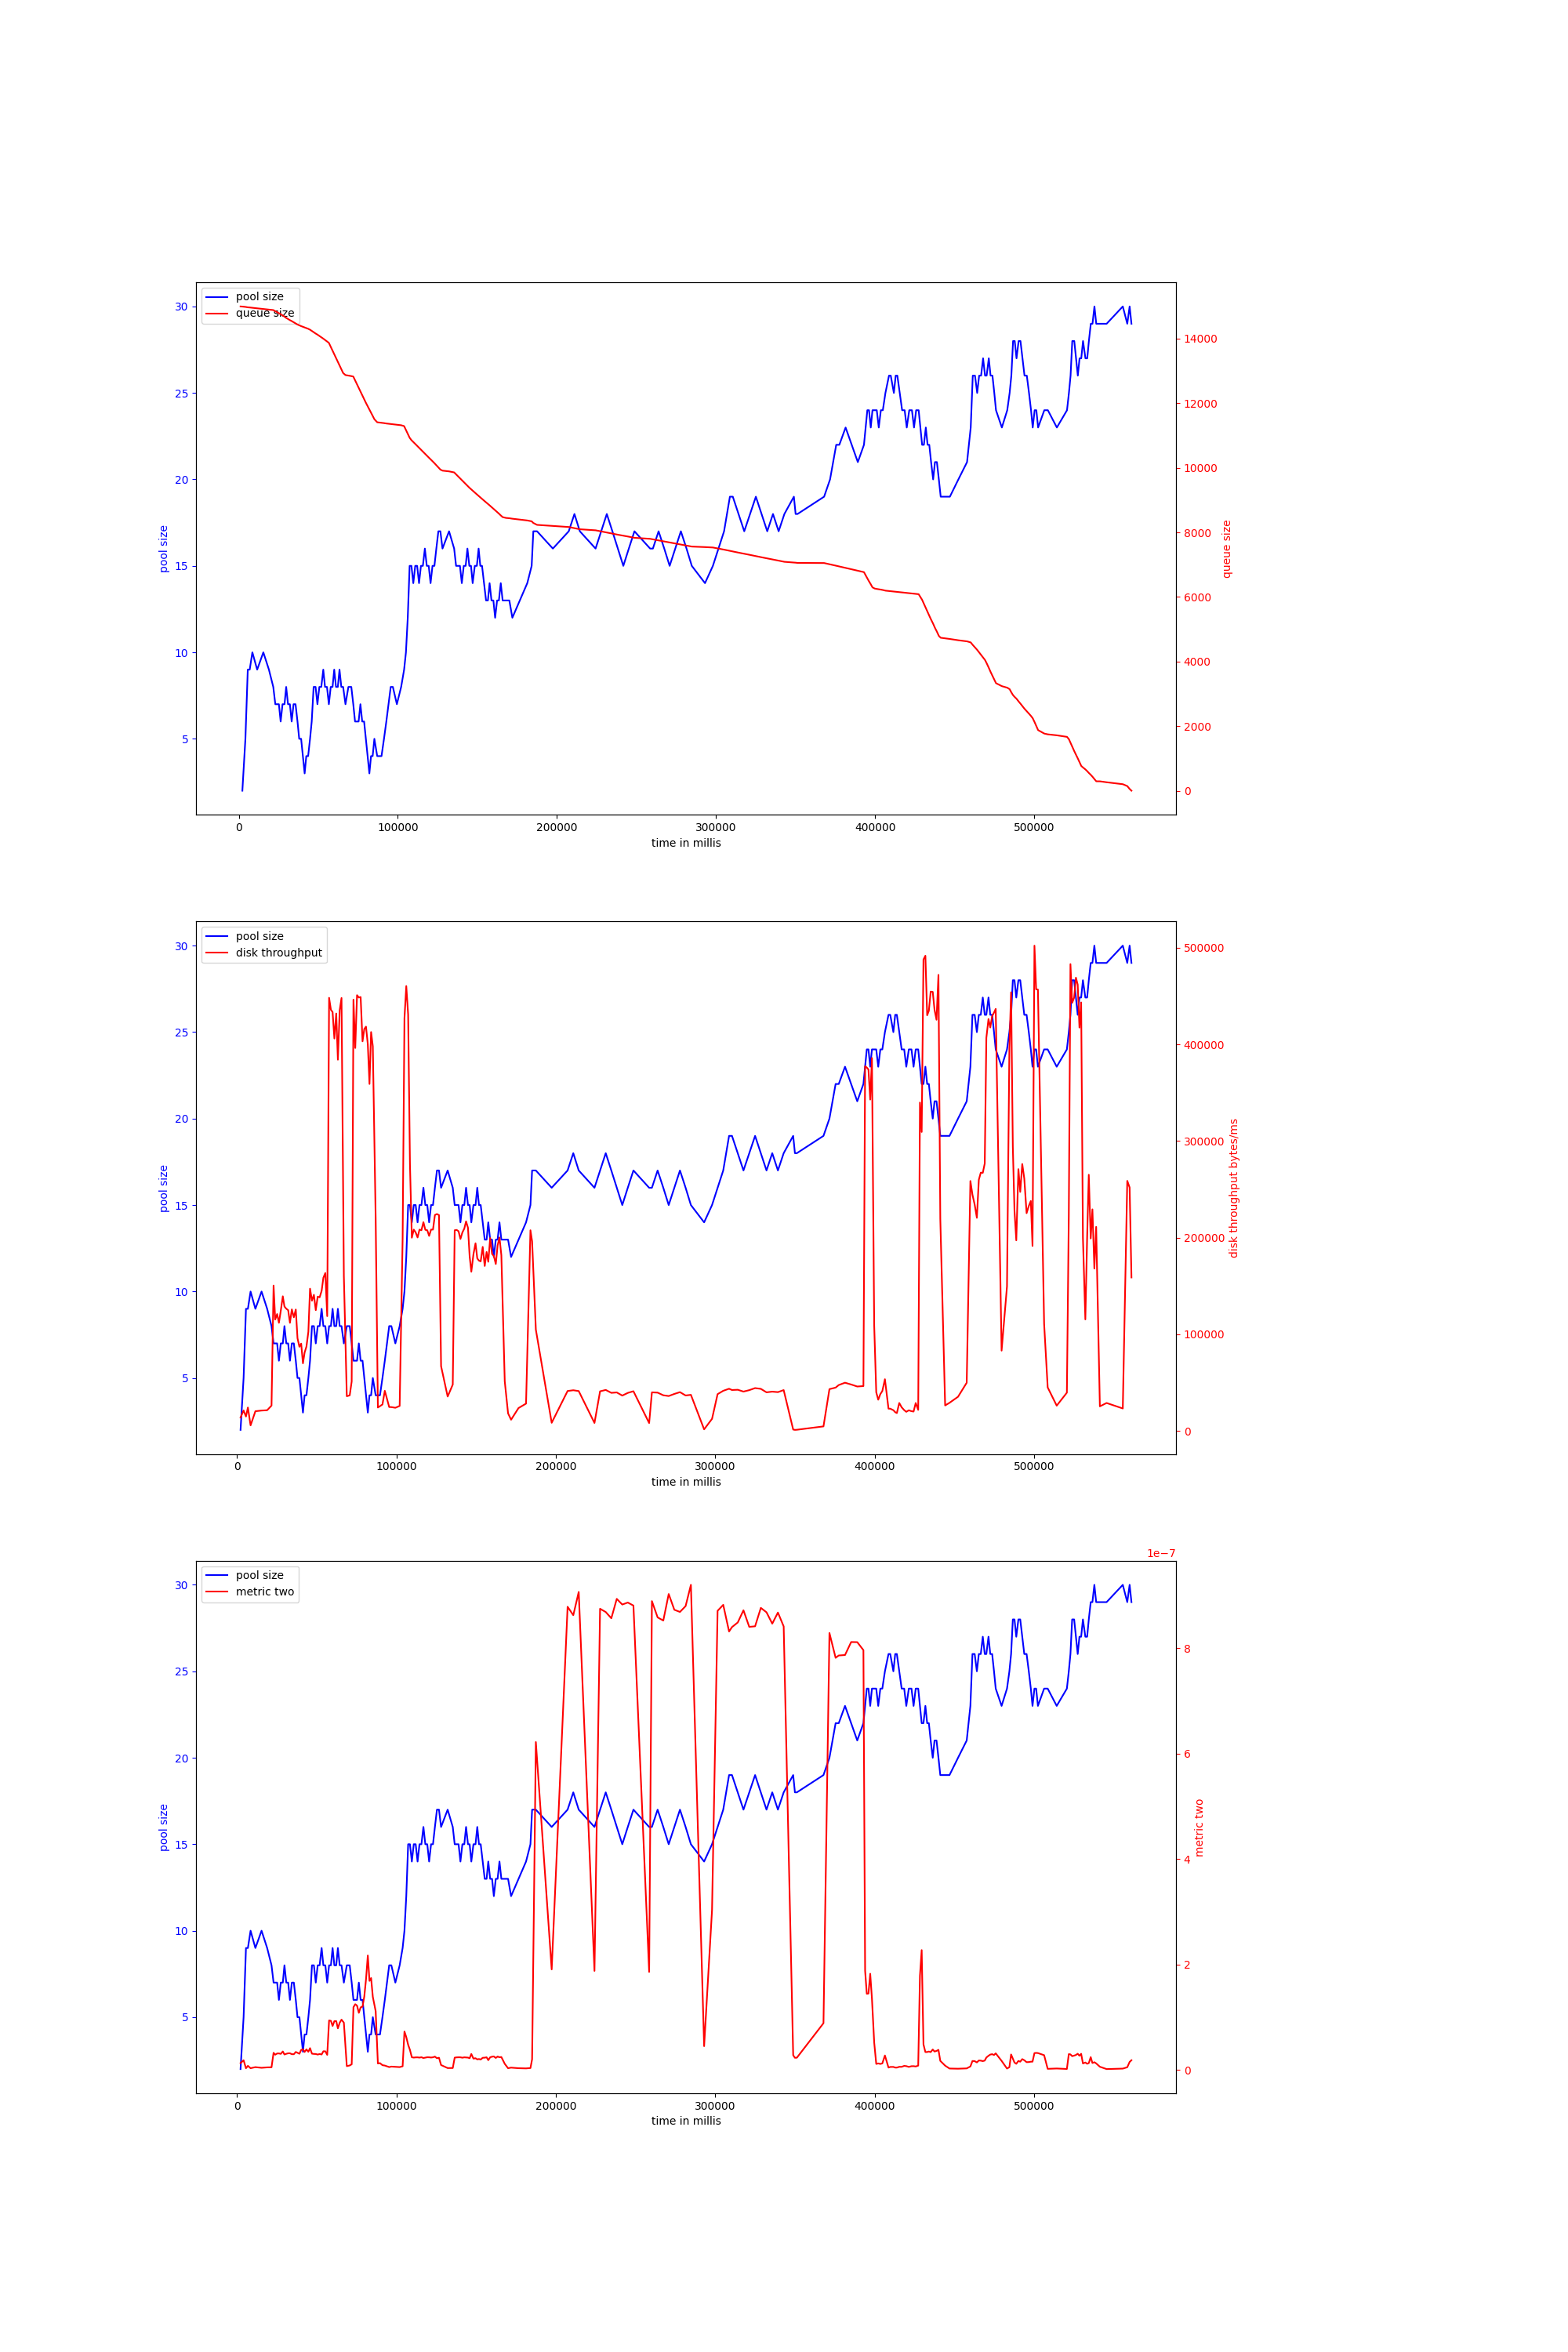 pool size
queue size
30
25
20
15
10
5
pool size
14000
12000
10000
8000
6000
4000
2000
0
queue size
0 100000 200000 300000 400000 500000
time in millis
pool size
disk throughput
30
25
20
15
10
5
pool size
500000
400000
300000
200000
100000
0
disk throughput bytes/ms
0 100000 200000 300000 400000 500000
time in millis
1e−7
pool size
metric two
30
25
20
15
10
5
pool size
8
6
4
2
0
metric two
0 100000 200000 300000 400000 500000
time in millis